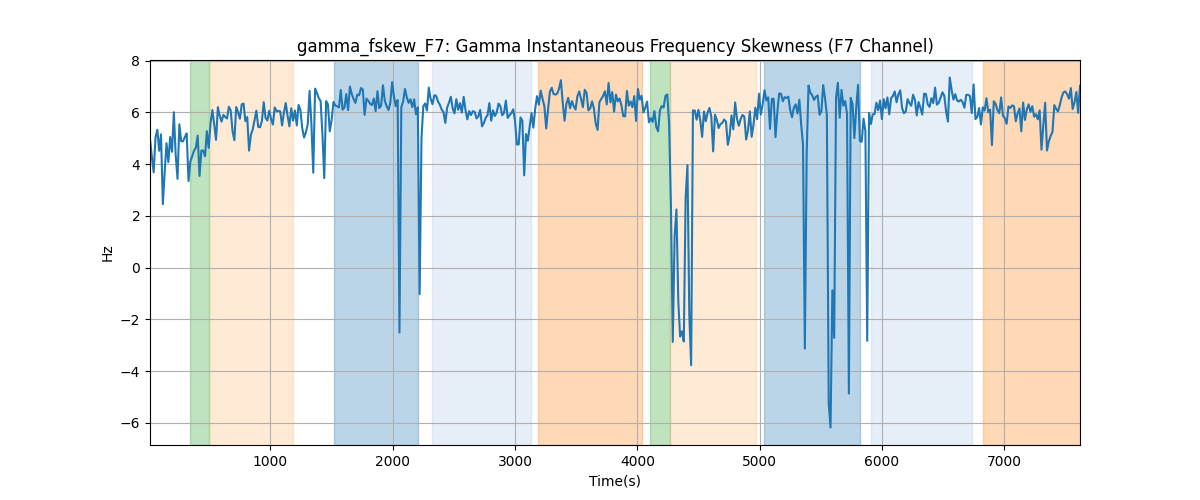 gamma_fskew_F7: Gamma Instantaneous Frequency Skewness (F7 Channel)
8
6
4
2
0
−2
−4
−6
Hz
1000 2000 3000 4000 5000 6000 7000
Time(s)